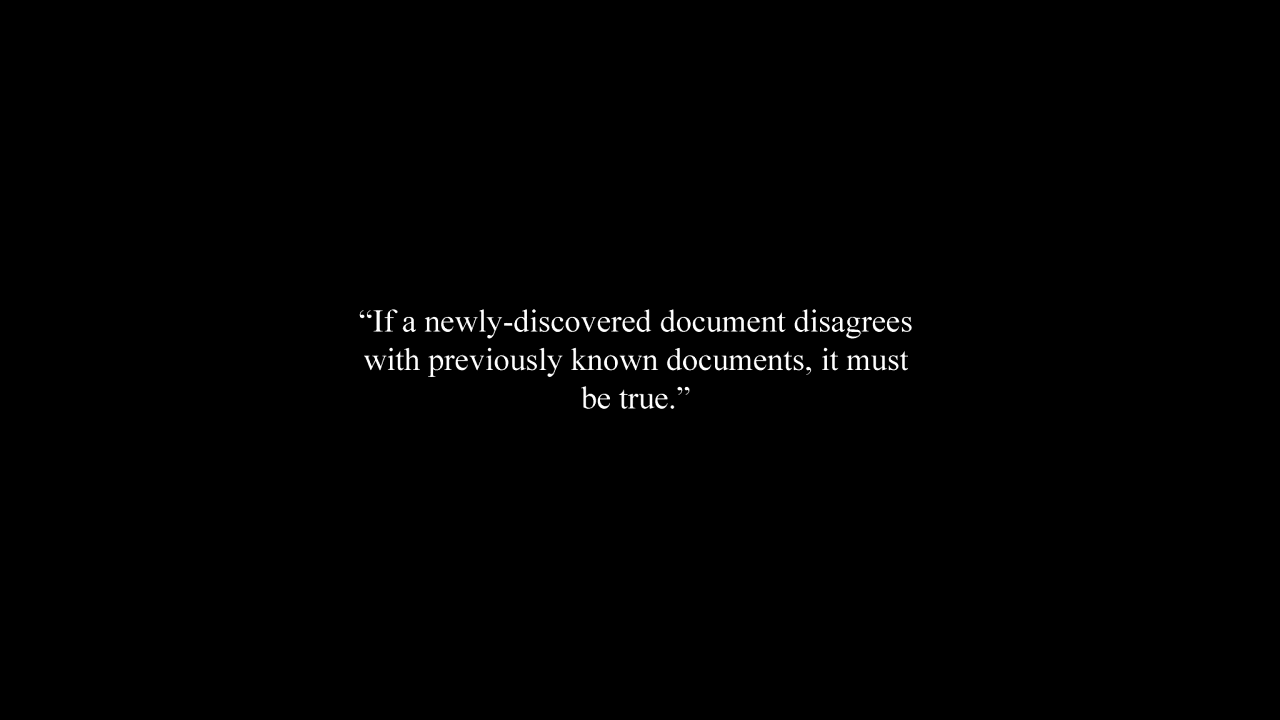 “If a newly-discovered document disagrees
with previously known documents, it must
be true.”